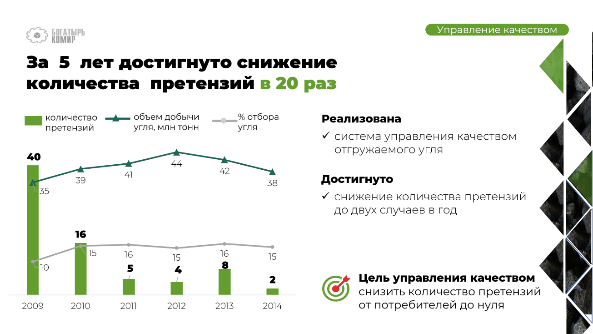 БОГАТЫРЬ
КОМИР
Управление качеством
За 5 лет достигнуто снижение
количества претензий в 20 раз
количество
претензий
объем добычи
угля, млн тонн
% отбора
угля
40
35
39
41
44
42
38
16
10
15
16
15
16
15
5
4
8
2
2009
2010
2011
2012
2013
2014
Реализована
✓ система управления качеством
отгружаемого угля
Достигнуто
✓ снижение количества претензий
до двух случаев в год
Цель управления качеством
снизить количество претензий
от потребителей до нуля